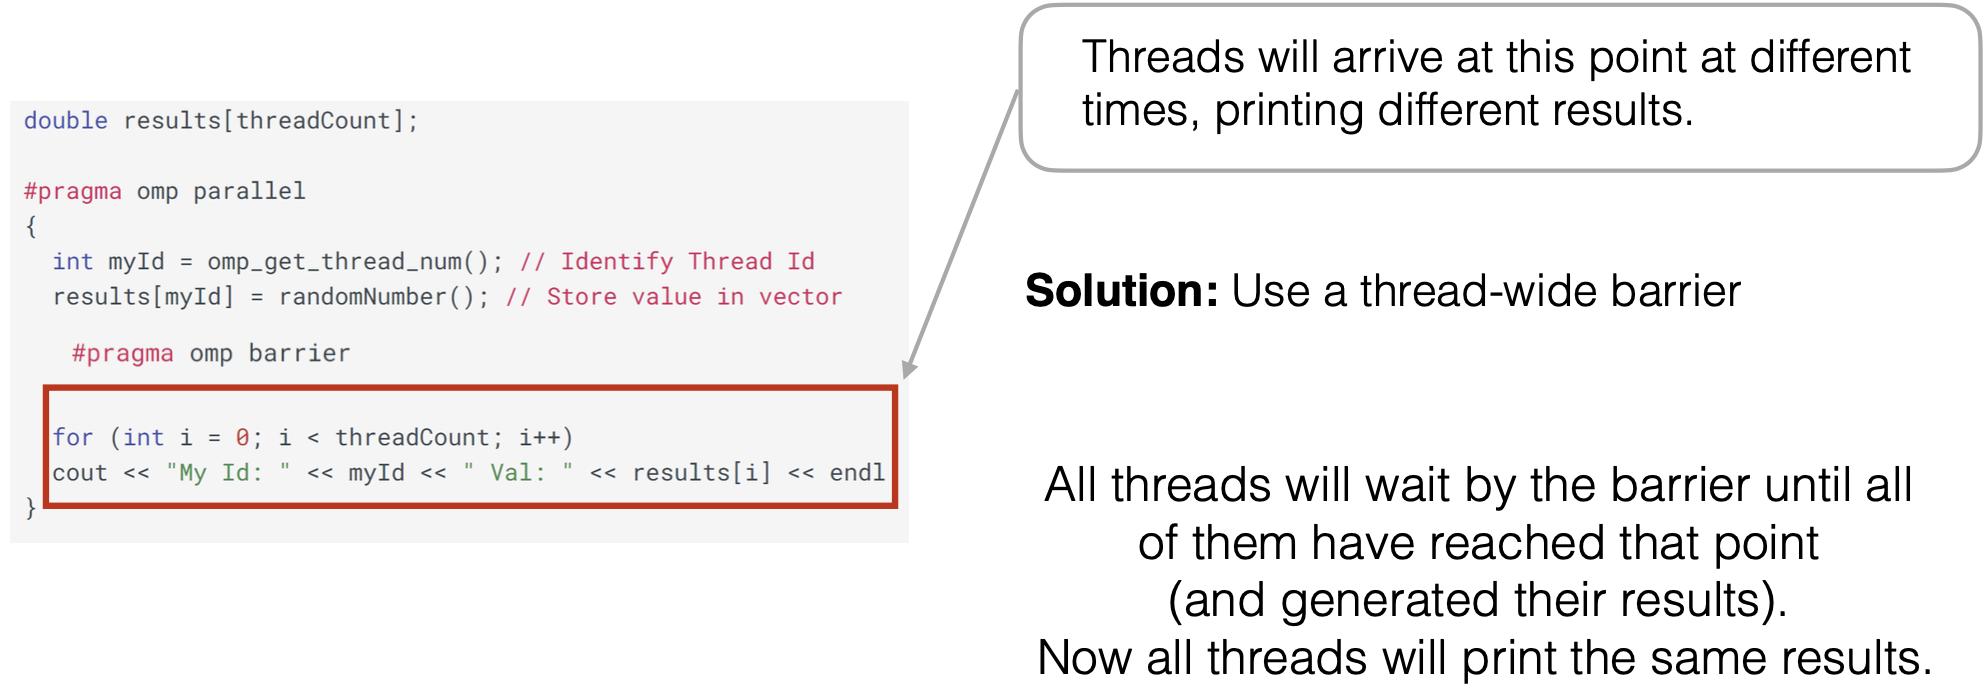 double results[threadCount];
#pragma omp parallel
{
int myId = omp_get_thread_num(); // Identify Thread Id
results[myId] = randomNumber(); // Store value in vector
#pragma omp barrier
for (int i = 0; i < threadCount; i++)
cout << "My Id: " << myId << " Val: " << results[i] << endl
}
Threads will arrive at this point at different
times, printing different results.
Solution: Use a thread-wide barrier
All threads will wait by the barrier until all
of them have reached that point
(and generated their results).
Now all threads will print the same results.